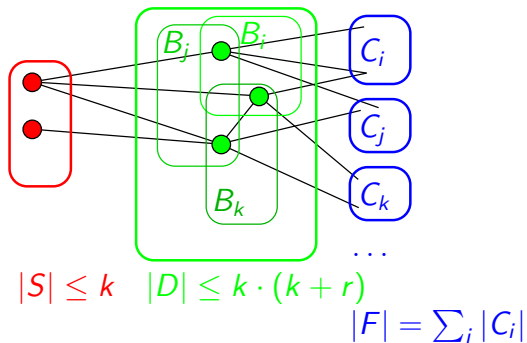 B_j
B_i
C_i
C_j
B_k
C_k
...
|S| ≤ k
|D| ≤ k · (k + r)
|F| = ∑_i |C_i|